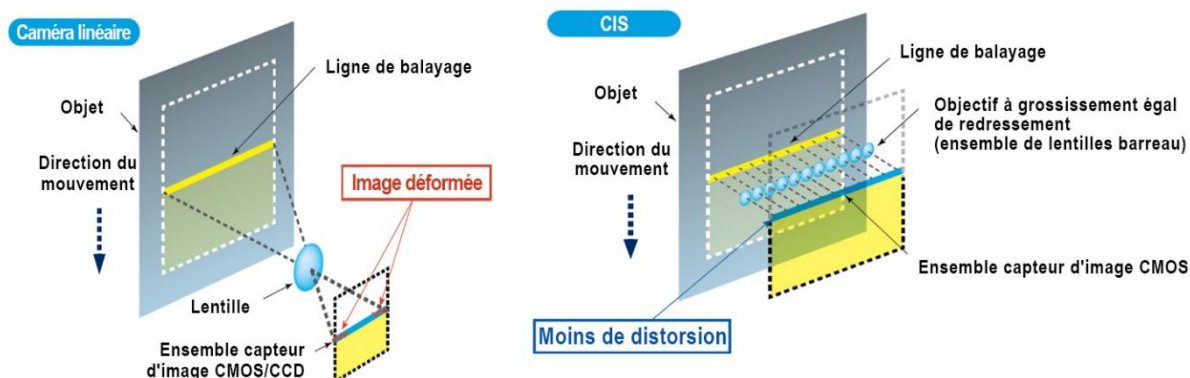 Caméra linéaire
Ligne de balayage
Objet
Direction du
mouvement
Image déformée
Lentille
Ensemble capteur
d'image CMOS/CCD
CIS
Ligne de balayage
Objet
Objectif à grossissement égal
de redressement
(ensemble de lentilles barreau)
Direction du
mouvement
Ensemble capteur d'image CMOS
Moins de distorsion